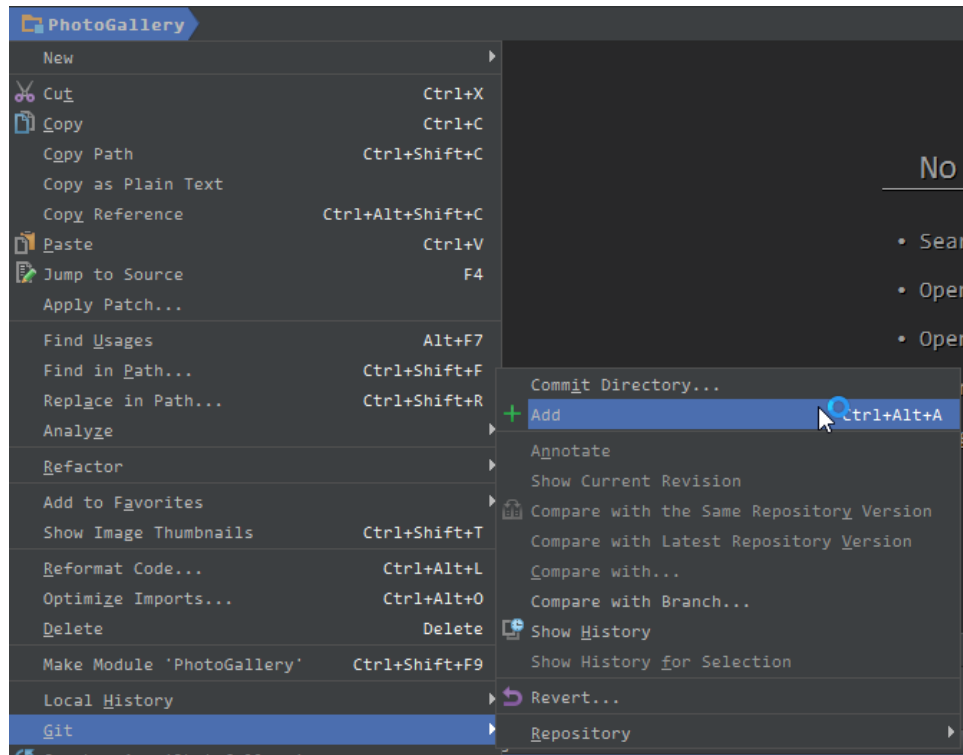 PhotoGallery
New
Cut Ctrl+X
Copy Ctrl+C
Copy Path Ctrl+Shift+C
Copy as Plain Text
Copy Reference Ctrl+Alt+Shift+C
Paste Ctrl+V
Jump to Source F4
Apply Patch...
Find Usages Alt+F7
Find in Path... Ctrl+Shift+F
Replace in Path... Ctrl+Shift+R
Analyze
Refactor
Add to Favorites
Show Image Thumbnails Ctrl+Shift+T
Reformat Code... Ctrl+Alt+L
Optimize Imports... Ctrl+Alt+O
Delete Delete
Make Module 'PhotoGallery' Ctrl+Shift+F9
Local History
Git
No
• Sear
• Oper
• Oper
Commit Directory...
Add Ctrl+Alt+A
Annotate
Show Current Revision
Compare with the Same Repository Version
Compare with Latest Repository Version
Compare with...
Compare with Branch...
Show History
Show History for Selection
Revert...
Repository